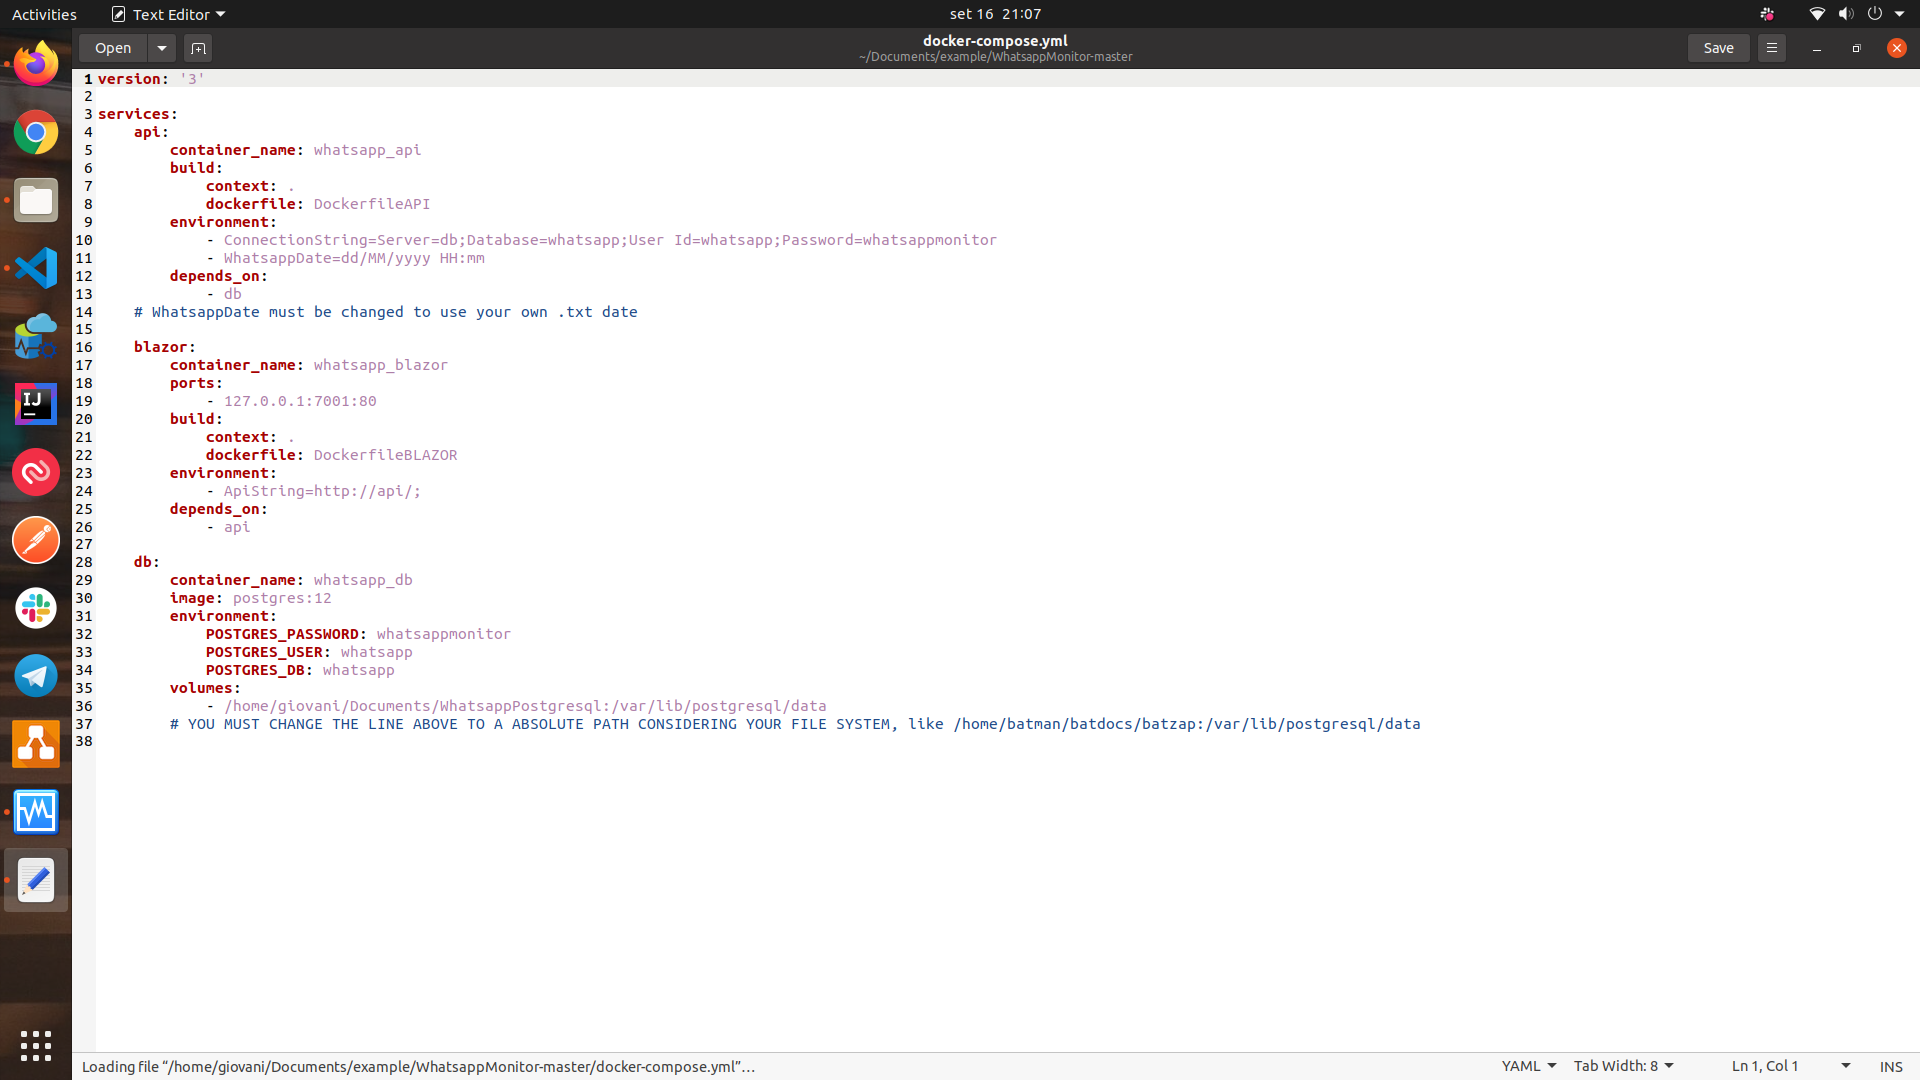 Activities
Text Editor
set 16 21:07
Open
docker-compose.yml
~/Documents/example/WhatsappMonitor-master
Save
1 version: '3'
2
3 services:
4     api:
5         container_name: whatsapp_api
6         build:
7             context: .
8             dockerfile: DockerfileAPI
9         environment:
10             - ConnectionString=Server=db;Database=whatsapp;User Id=whatsapp;Password=whatsappmonitor
11             - WhatsappDate=dd/MM/yyyy HH:mm
12         depends_on:
13             - db
14     # WhatsappDate must be changed to use your own .txt date
15
16     blazor:
17         container_name: whatsapp_blazor
18         ports:
19             - 127.0.0.1:7001:80
20         build:
21             context: .
22             dockerfile: DockerfileBLAZOR
23         environment:
24             - ApiString=http://api/;
25         depends_on:
26             - api
27
28     db:
29         container_name: whatsapp_db
30         image: postgres:12
31         environment:
32             POSTGRES_PASSWORD: whatsappmonitor
33             POSTGRES_USER: whatsapp
34             POSTGRES_DB: whatsapp
35         volumes:
36             - /home/giovani/Documents/WhatsappPostgresql:/var/lib/postgresql/data
37         # YOU MUST CHANGE THE LINE ABOVE TO A ABSOLUTE PATH CONSIDERING YOUR FILE SYSTEM, like /home/batman/batdocs/batzap:/var/lib/postgresql/data
38
IJ
Loading file “/home/giovani/Documents/example/WhatsappMonitor-master/docker-compose.yml”…
YAML
Tab Width: 8
Ln 1, Col 1
INS